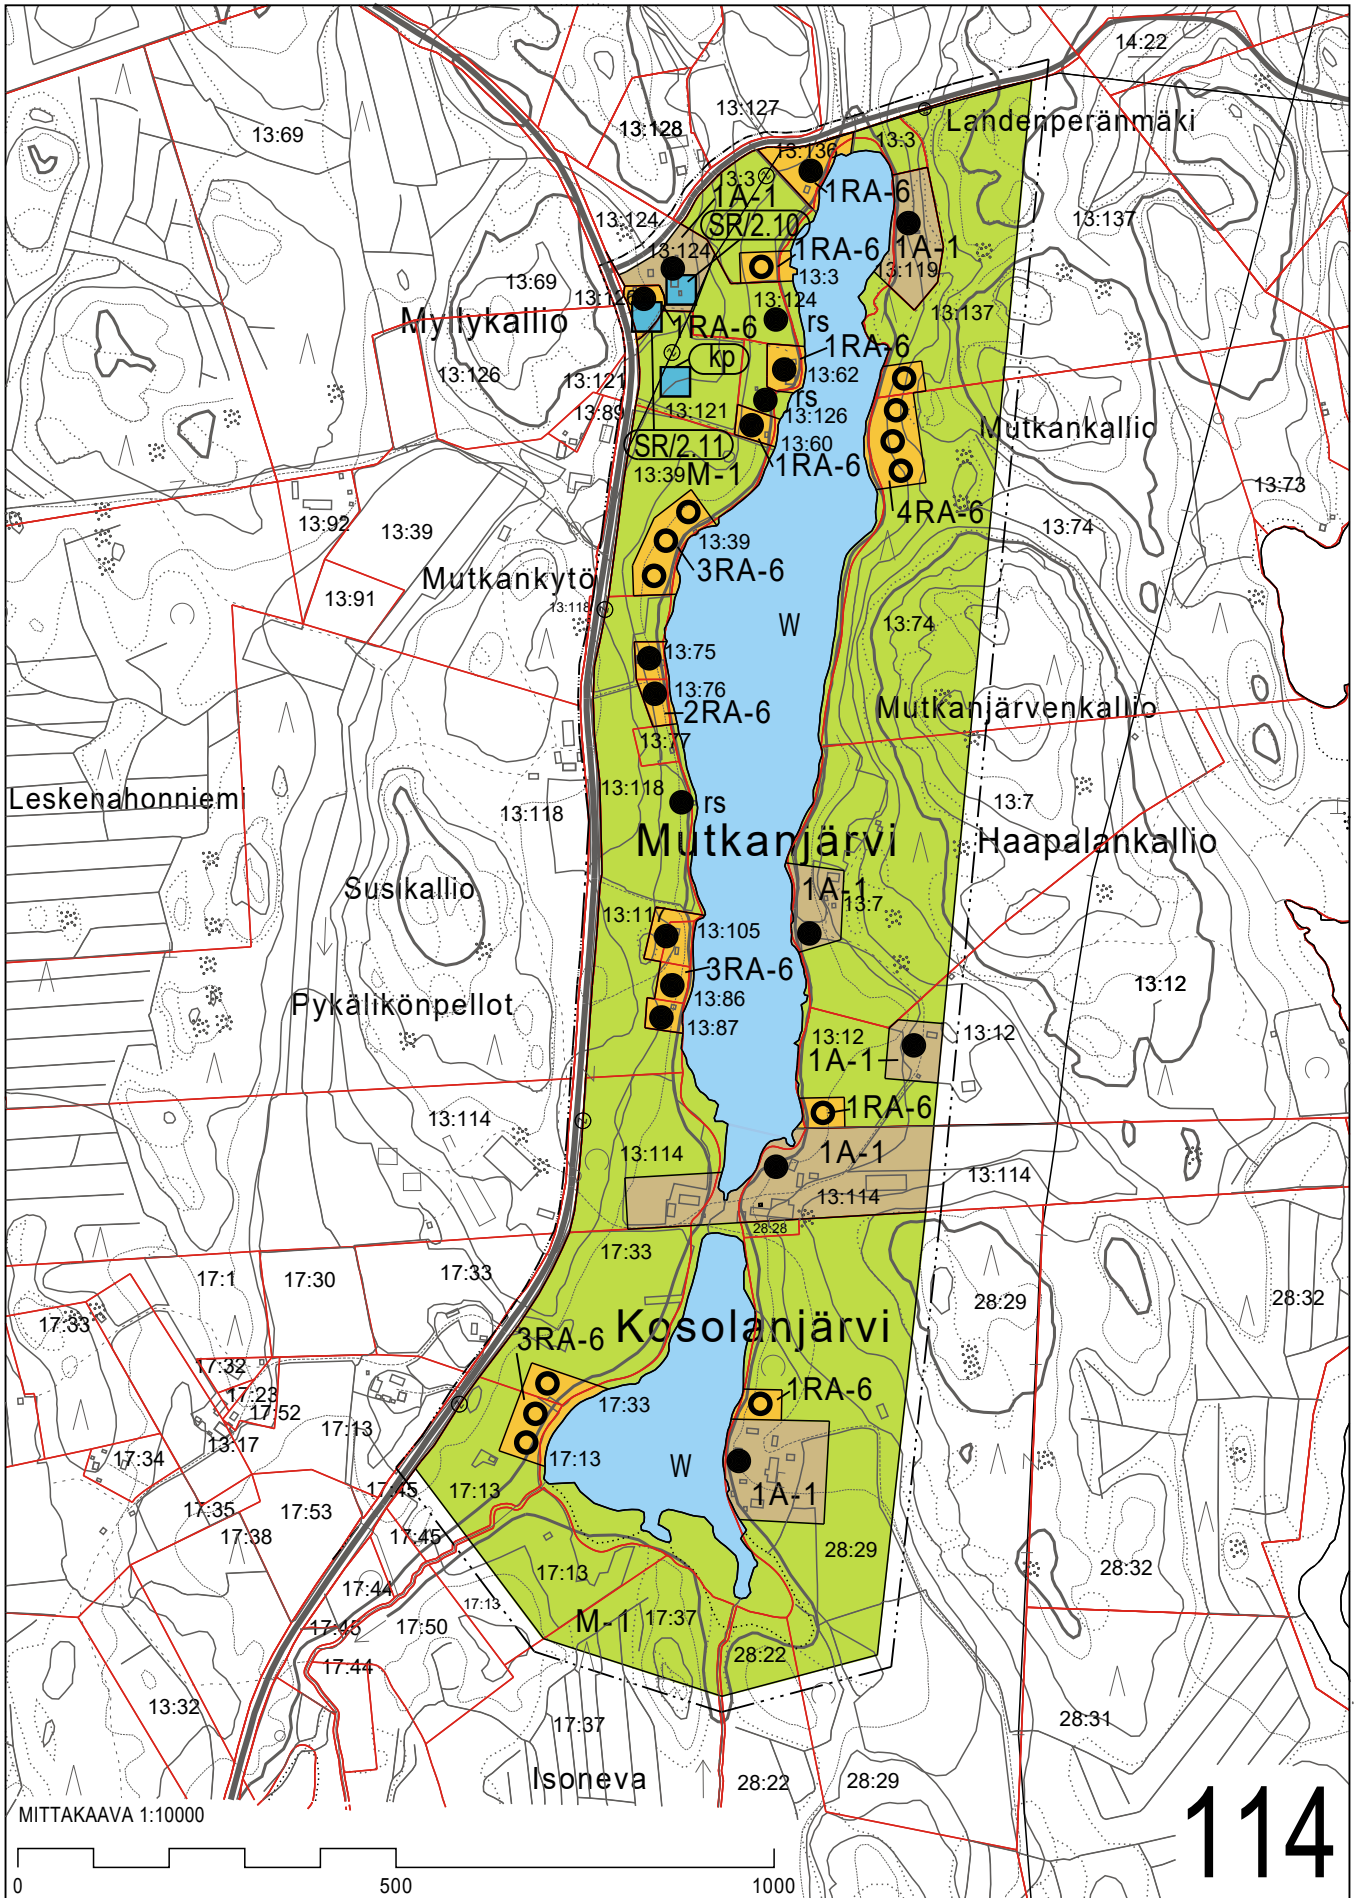 14:22
13:127
Lahdenperänmäki
13:69
13:128
13:3
13:136
13:3
1A-1
1RA-6
13:124
SR/2.10
13:137
13:124
1RA-6
1A-1
13:69
13:3
13:119
13:126
13:124
13:137
Myllykallio
1RA-6
rs
1RA-6
kp
13:126
13:121
13:62
rs
13:89
13:121
13:126
Mutkankallio
SR/2.11
13:60
13:39
M-1
1RA-6
13:73
13:92
13:39
4RA-6
13:74
13:39
3RA-6
Mutkankytö
13:91
13:118
W
13:74
13:75
13:76
2RA-6
Mutkanjärvenkallio
13:77
Leskenahonniemi
13:118
13:118
rs
13:7
Mutkanjärvi
Haapalankallio
Susikallio
1A-1
13:7
13:117
13:105
3RA-6
13:12
Pykälikönpellot
13:86
13:87
13:12
13:12
1A-1
13:114
1RA-6
13:114
1A-1
13:114
13:114
28:28
17:33
17:1
17:30
17:33
28:29
28:32
17:33
3RA-6
Kosolanjärvi
17:32
17:23
17:52
1RA-6
17:33
17:13
13:17
17:34
17:13
W
17:45
17:13
1A-1
17:35
17:53
17:38
17:45
28:29
17:13
28:32
17:44
17:13
17:45
17:50
M-1
17:37
28:22
17:44
13:32
17:37
28:31
Isoneva
28:22
28:29
MITTAKAAVA 1:10000
114
0
500
1000